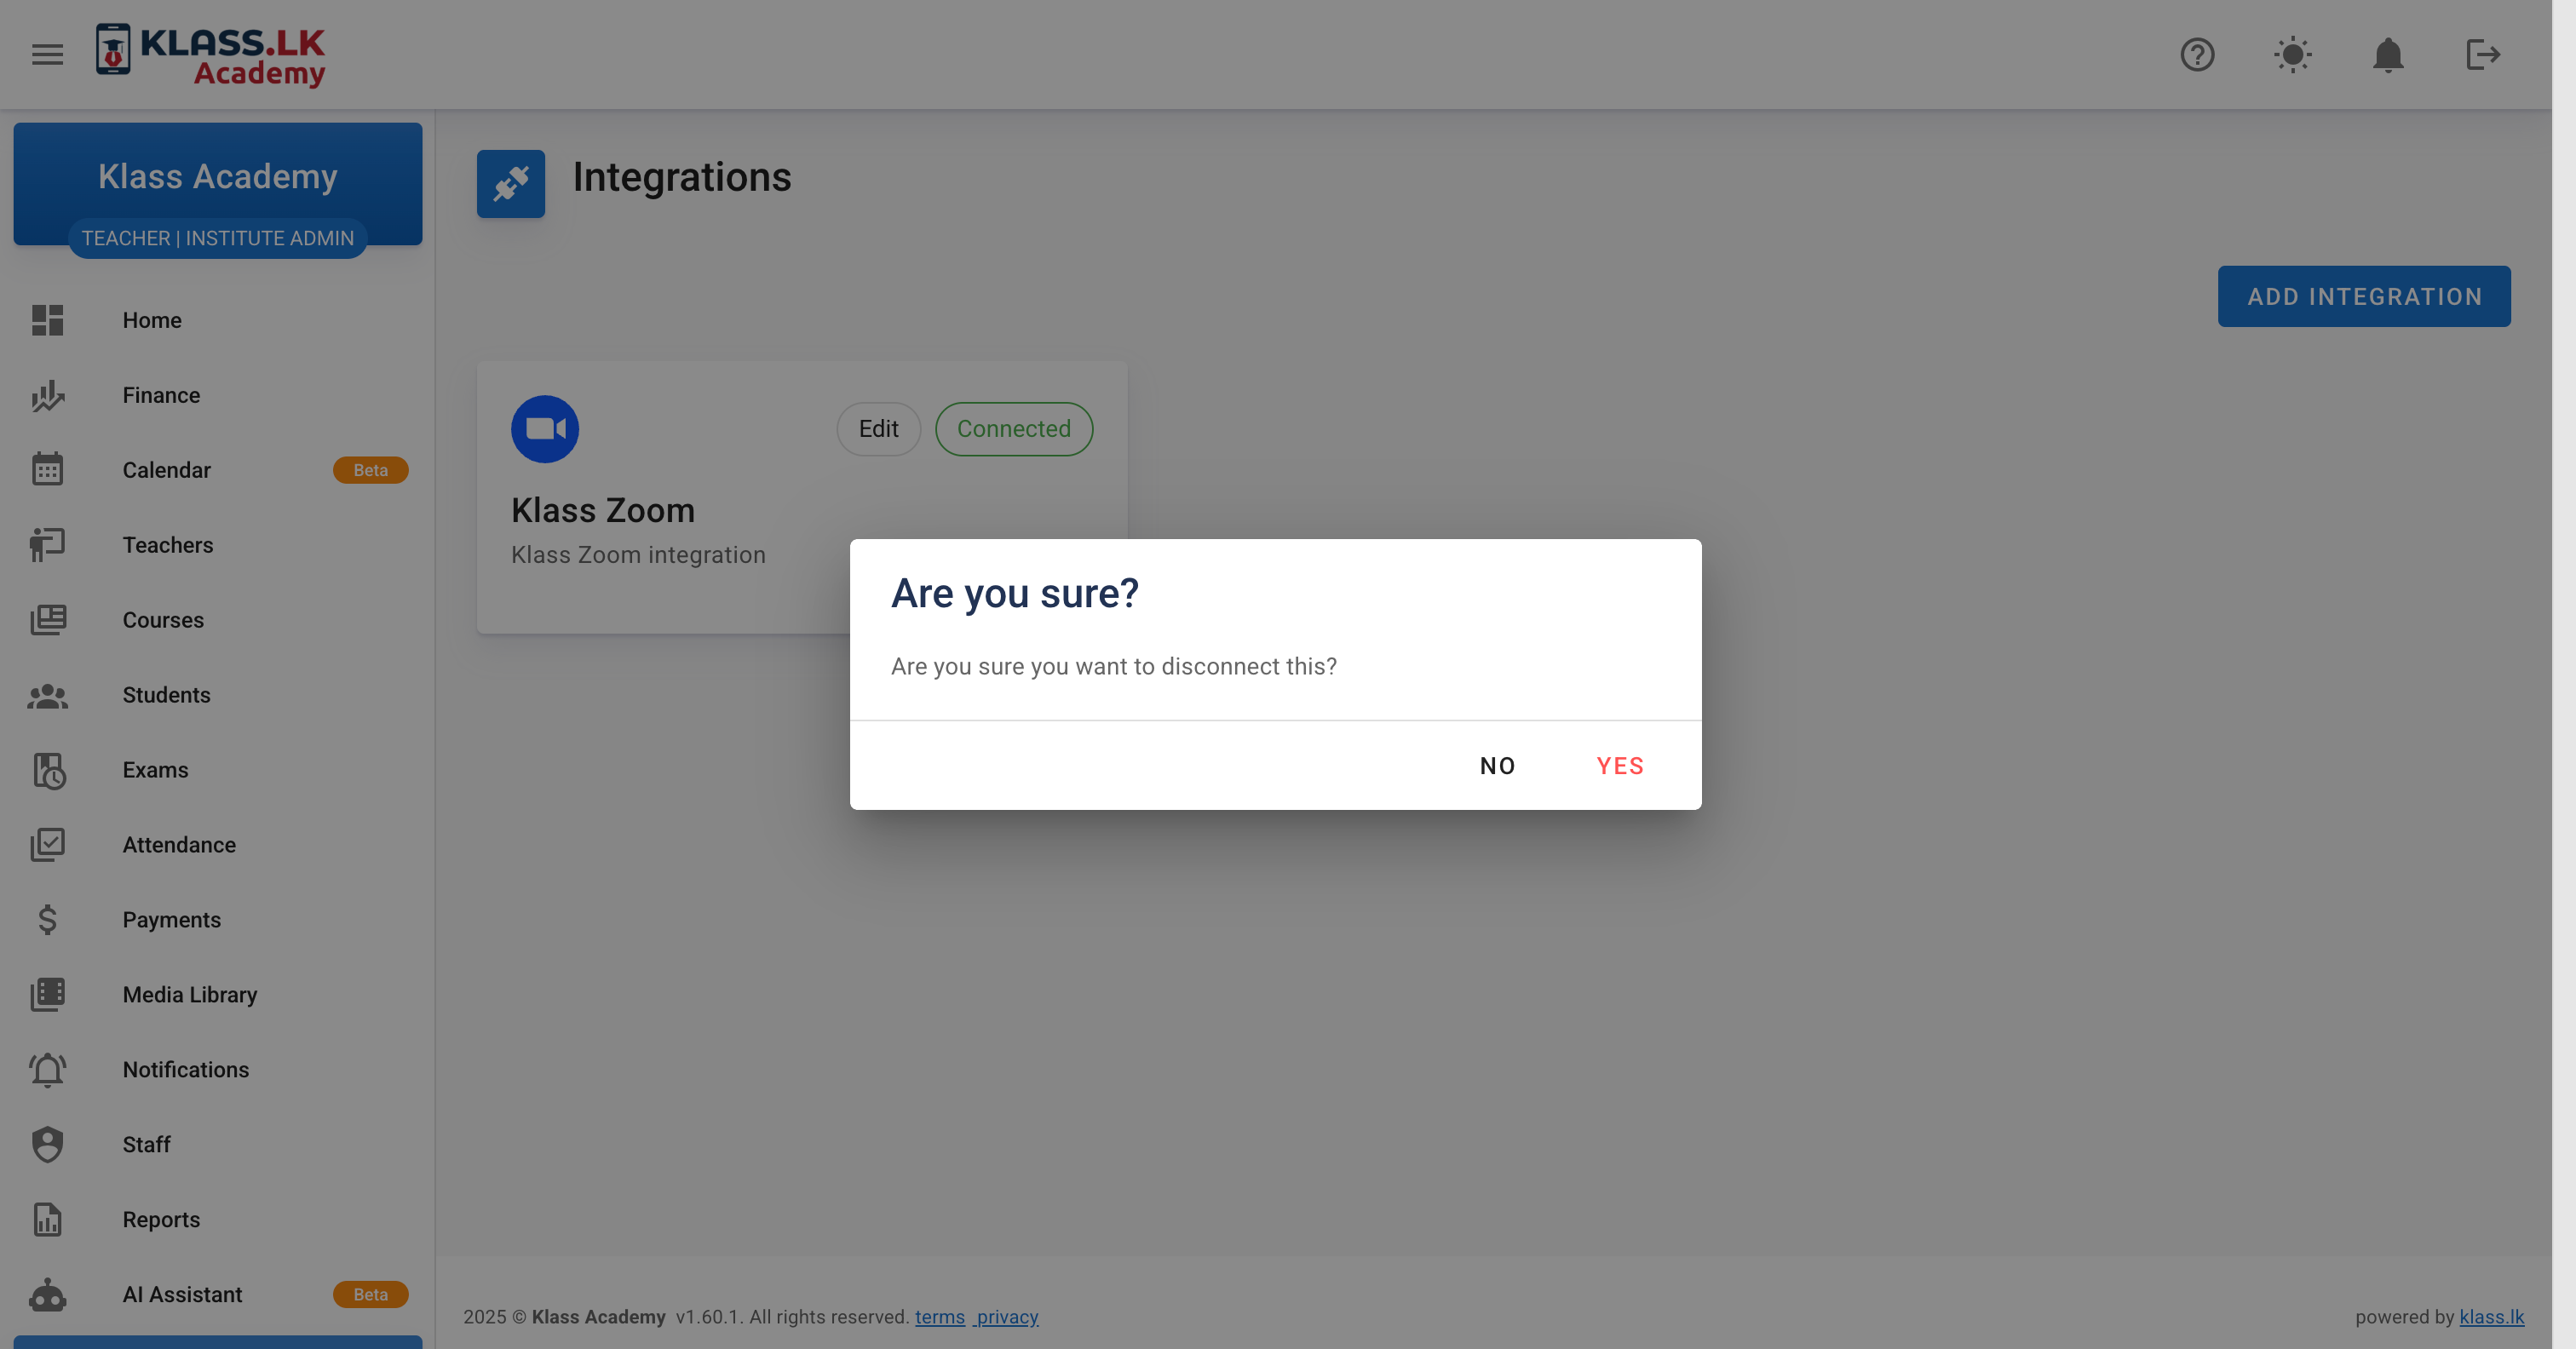 KLASS.LK
Academy
Klass Academy
TEACHER | INSTITUTE ADMIN
Home
Finance
Calendar Beta
Teachers
Courses
Students
Exams
Attendance
Payments
Media Library
Notifications
Staff
Reports
AI Assistant Beta
Integrations
ADD INTEGRATION
Edit Connected
Klass Zoom
Klass Zoom integration
Are you sure?
Are you sure you want to disconnect this?
NO YES
2025 © Klass Academy v1.60.1. All rights reserved. terms privacy
powered by klass.lk